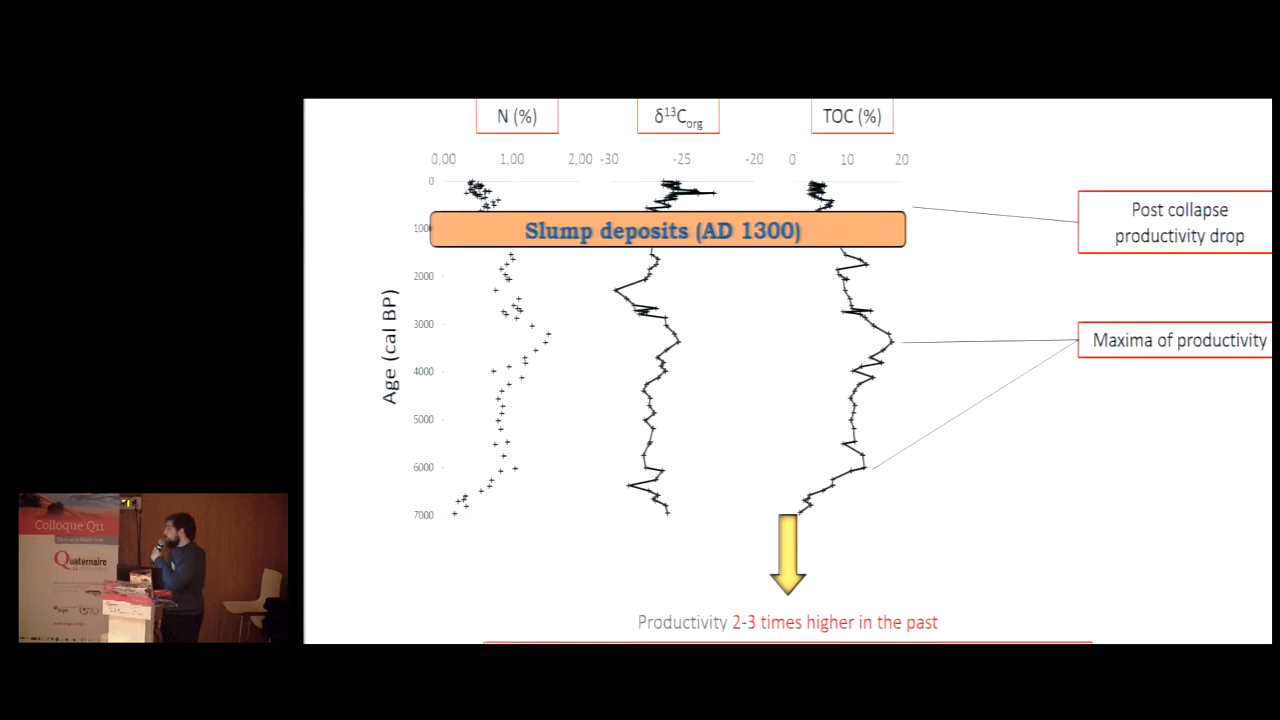 N (%)
δ¹³Corg
TOC (%)
0,00
1,00
2,00
-30
-25
-20
0
10
20
0
1000
2000
3000
4000
5000
6000
7000
Age (cal BP)
Slump deposits (AD 1300)
Post collapse
productivity drop
Maxima of productivity
Productivity 2-3 times higher in the past
Colloque Q11
Quaternaire